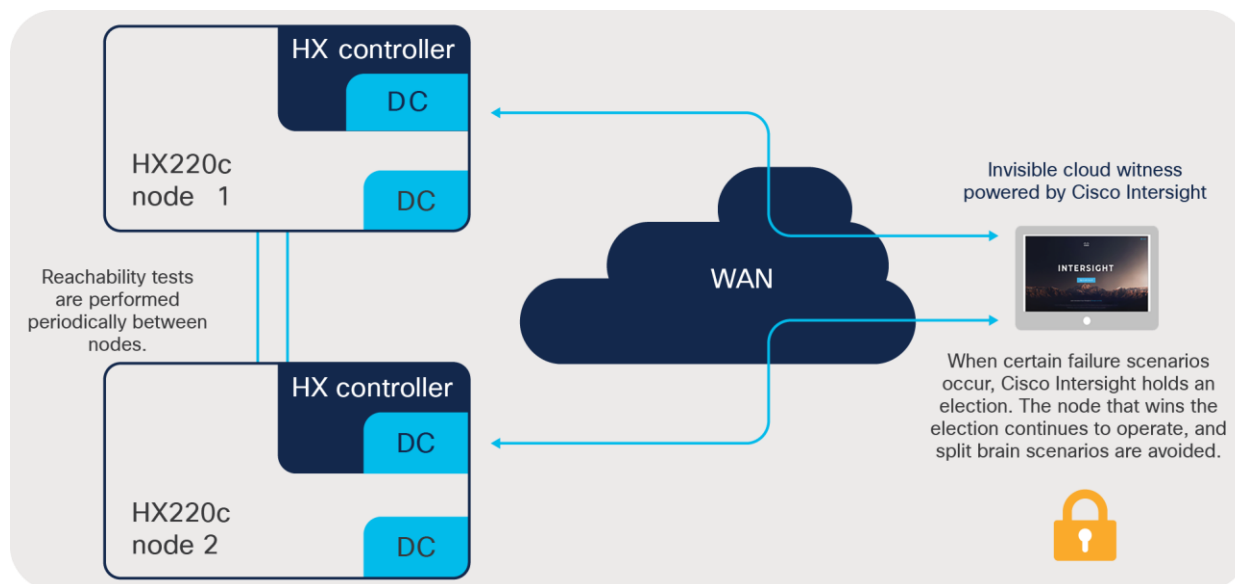 HX controller
DC
HX220c
node 1
DC
Reachability tests
are performed
periodically between
nodes.
HX controller
DC
HX220c
node 2
DC
WAN
Invisible cloud witness
powered by Cisco Intersight
INTERSIGHT
When certain failure scenarios
occur, Cisco Intersight holds an
election. The node that wins the
election continues to operate, and
split brain scenarios are avoided.